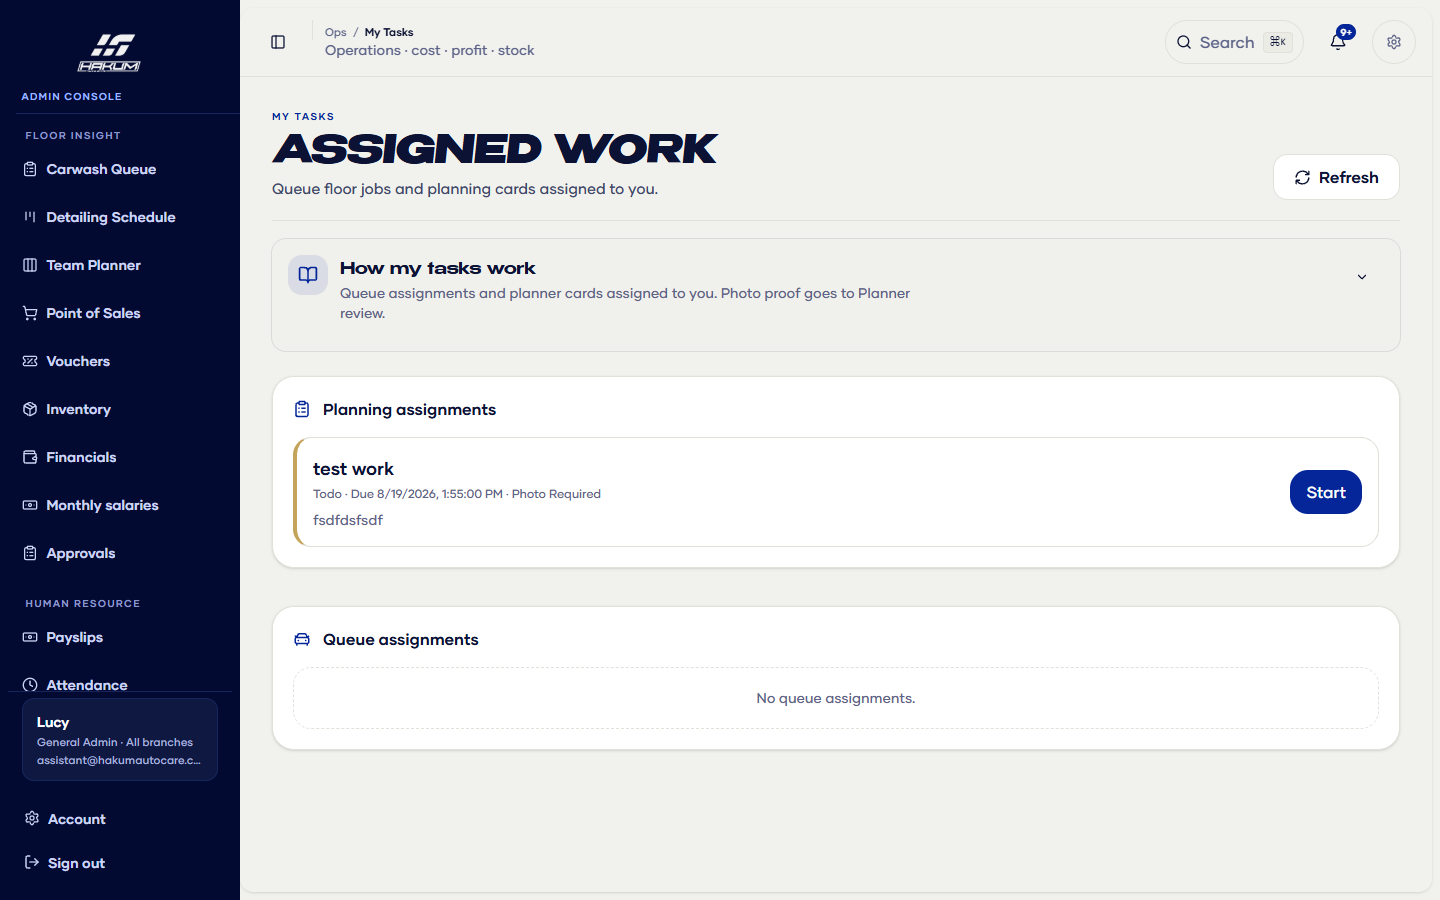 HAKUM
ADMIN CONSOLE
FLOOR INSIGHT
Carwash Queue
Detailing Schedule
Team Planner
Point of Sales
Vouchers
Inventory
Financials
Monthly salaries
Approvals
HUMAN RESOURCE
Payslips
Attendance
Lucy
General Admin · All branches
assistant@hakumautocare.c...
Account
Sign out
Ops / My Tasks
Operations · cost · profit · stock
Search ⌘K
9+
MY TASKS
ASSIGNED WORK
Queue floor jobs and planning cards assigned to you.
Refresh
How my tasks work
Queue assignments and planner cards assigned to you. Photo proof goes to Planner
review.
Planning assignments
test work
Todo · Due 8/19/2026, 1:55:00 PM · Photo Required
fsdfdsfsdf
Start
Queue assignments
No queue assignments.